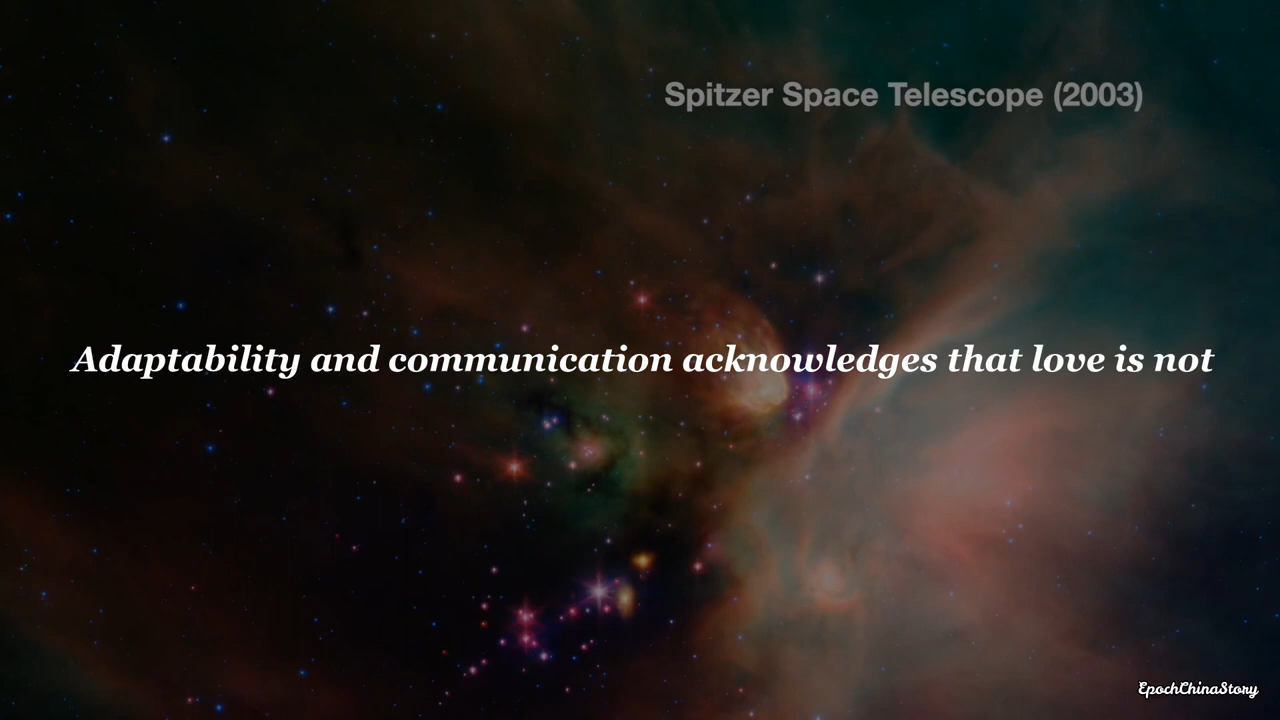 Spitzer Space Telescope (2003)
Adaptability and communication acknowledges that love is not
EpochChinaStory